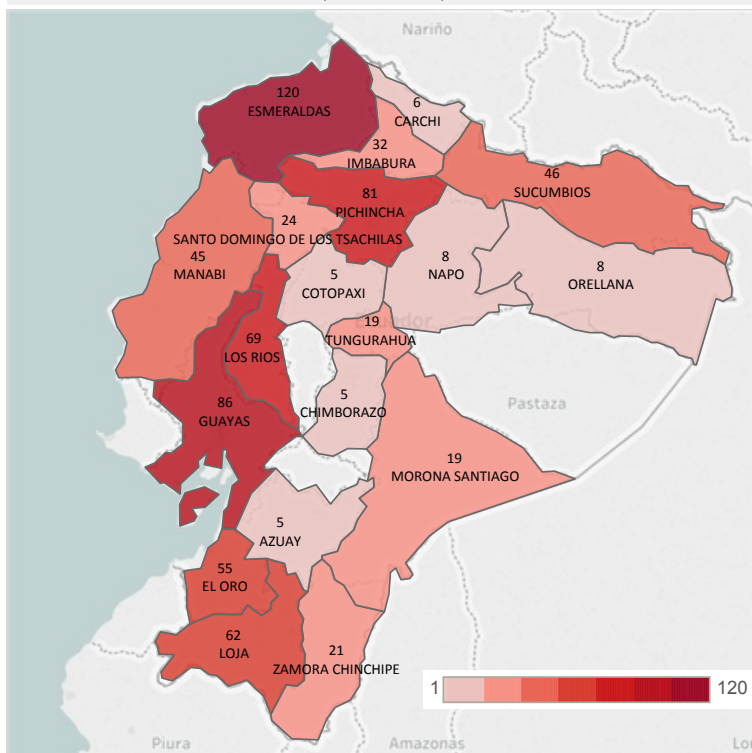 Nariño
120
ESMERALDAS
6
CARCHI
32
IMBABURA
46
SUCUMBIOS
81
PICHINCHA
24
SANTO DOMINGO DE LOS TSACHILAS
45
MANABI
8
NAPO
8
ORELLANA
5
COTOPAXI
Ecuador
19
TUNGURAHUA
69
LOS RIOS
5
CHIMBORAZO
Pastaza
86
GUAYAS
19
MORONA SANTIAGO
5
AZUAY
55
EL ORO
62
LOJA
21
ZAMORA CHINCHIPE
1 120
Piura
Amazonas